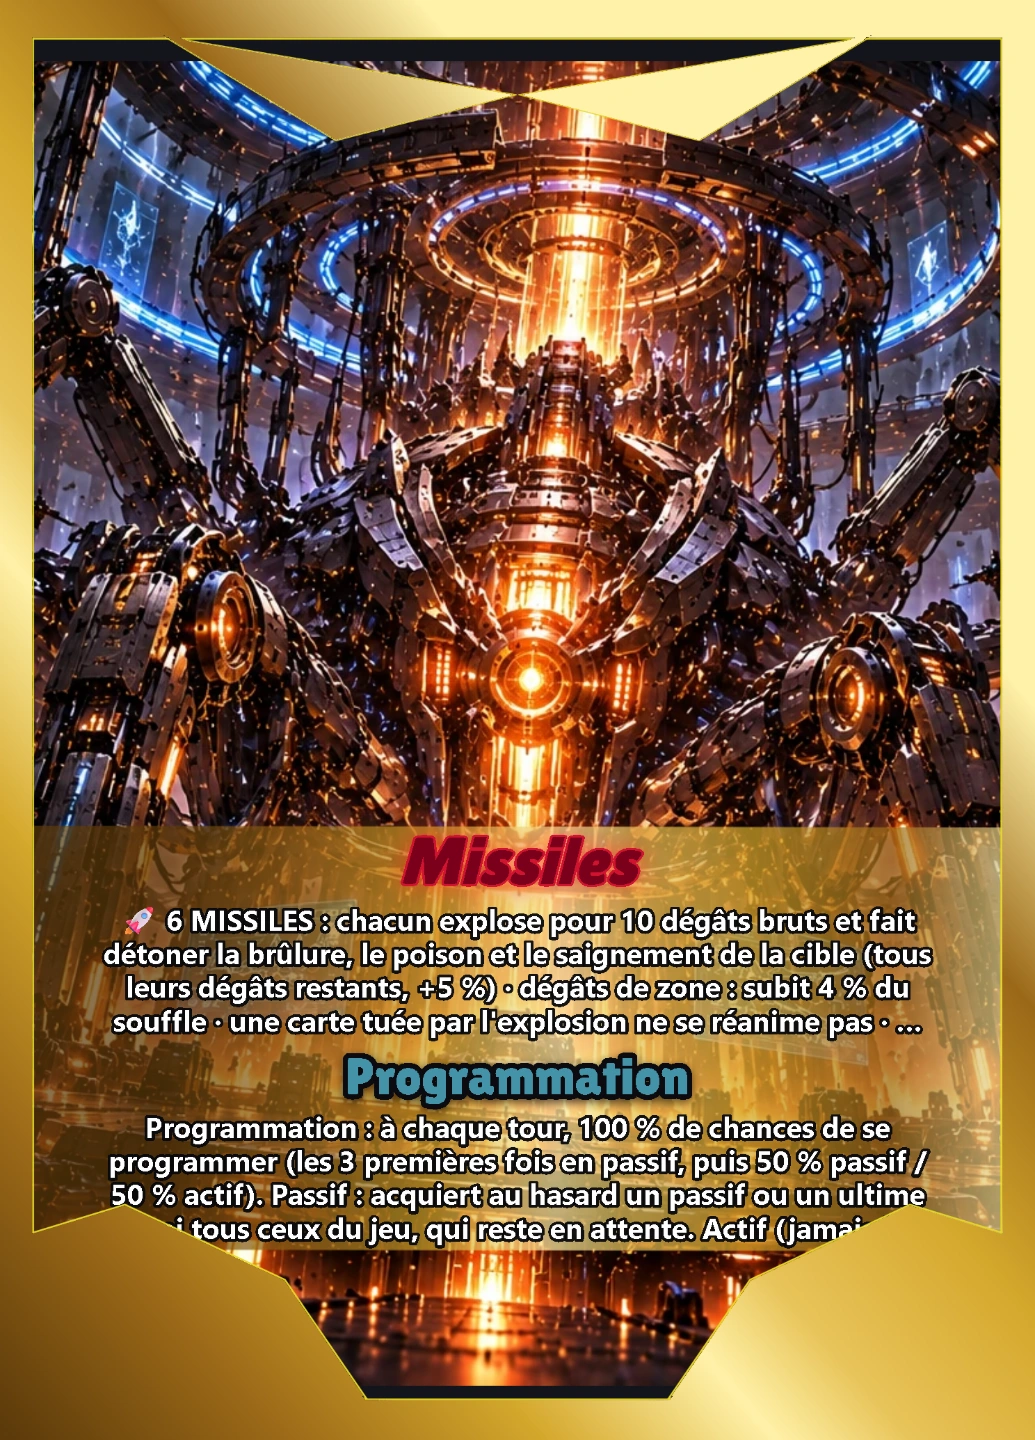 Missiles
🚀 6 MISSILES : chacun explose pour 10 dégâts bruts et fait
détoner la brûlure, le poison et le saignement de la cible (tous
leurs dégâts restants, +5 %) · dégâts de zone : subit 4 % du
souffle · une carte tuée par l'explosion ne se réanime pas · ...
Programmation
Programmation : à chaque tour, 100 % de chances de se
programmer (les 3 premières fois en passif, puis 50 % passif /
50 % actif). Passif : acquiert au hasard un passif ou un ultime
tous ceux du jeu, qui reste en attente. Actif